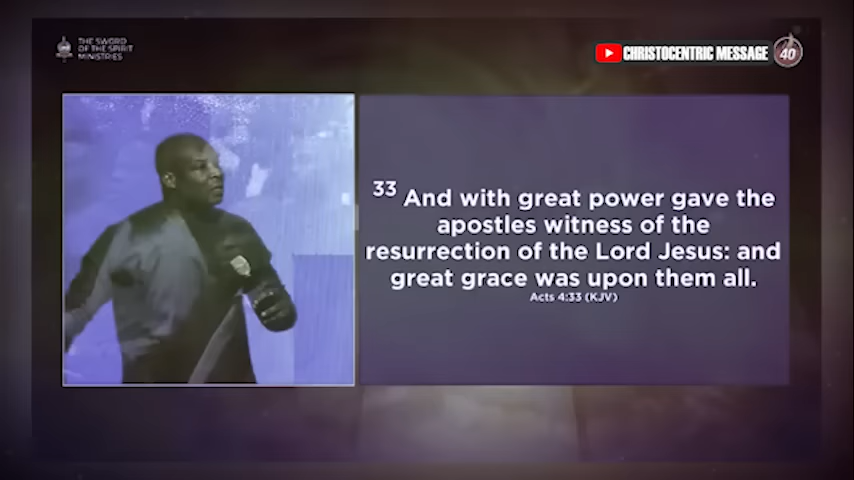 THE SWORD
OF THE SPIRIT
MINISTRIES
CHRISTOCENTRIC MESSAGE 40
33 And with great power gave the
apostles witness of the
resurrection of the Lord Jesus: and
great grace was upon them all.
Acts 4:33 (KJV)